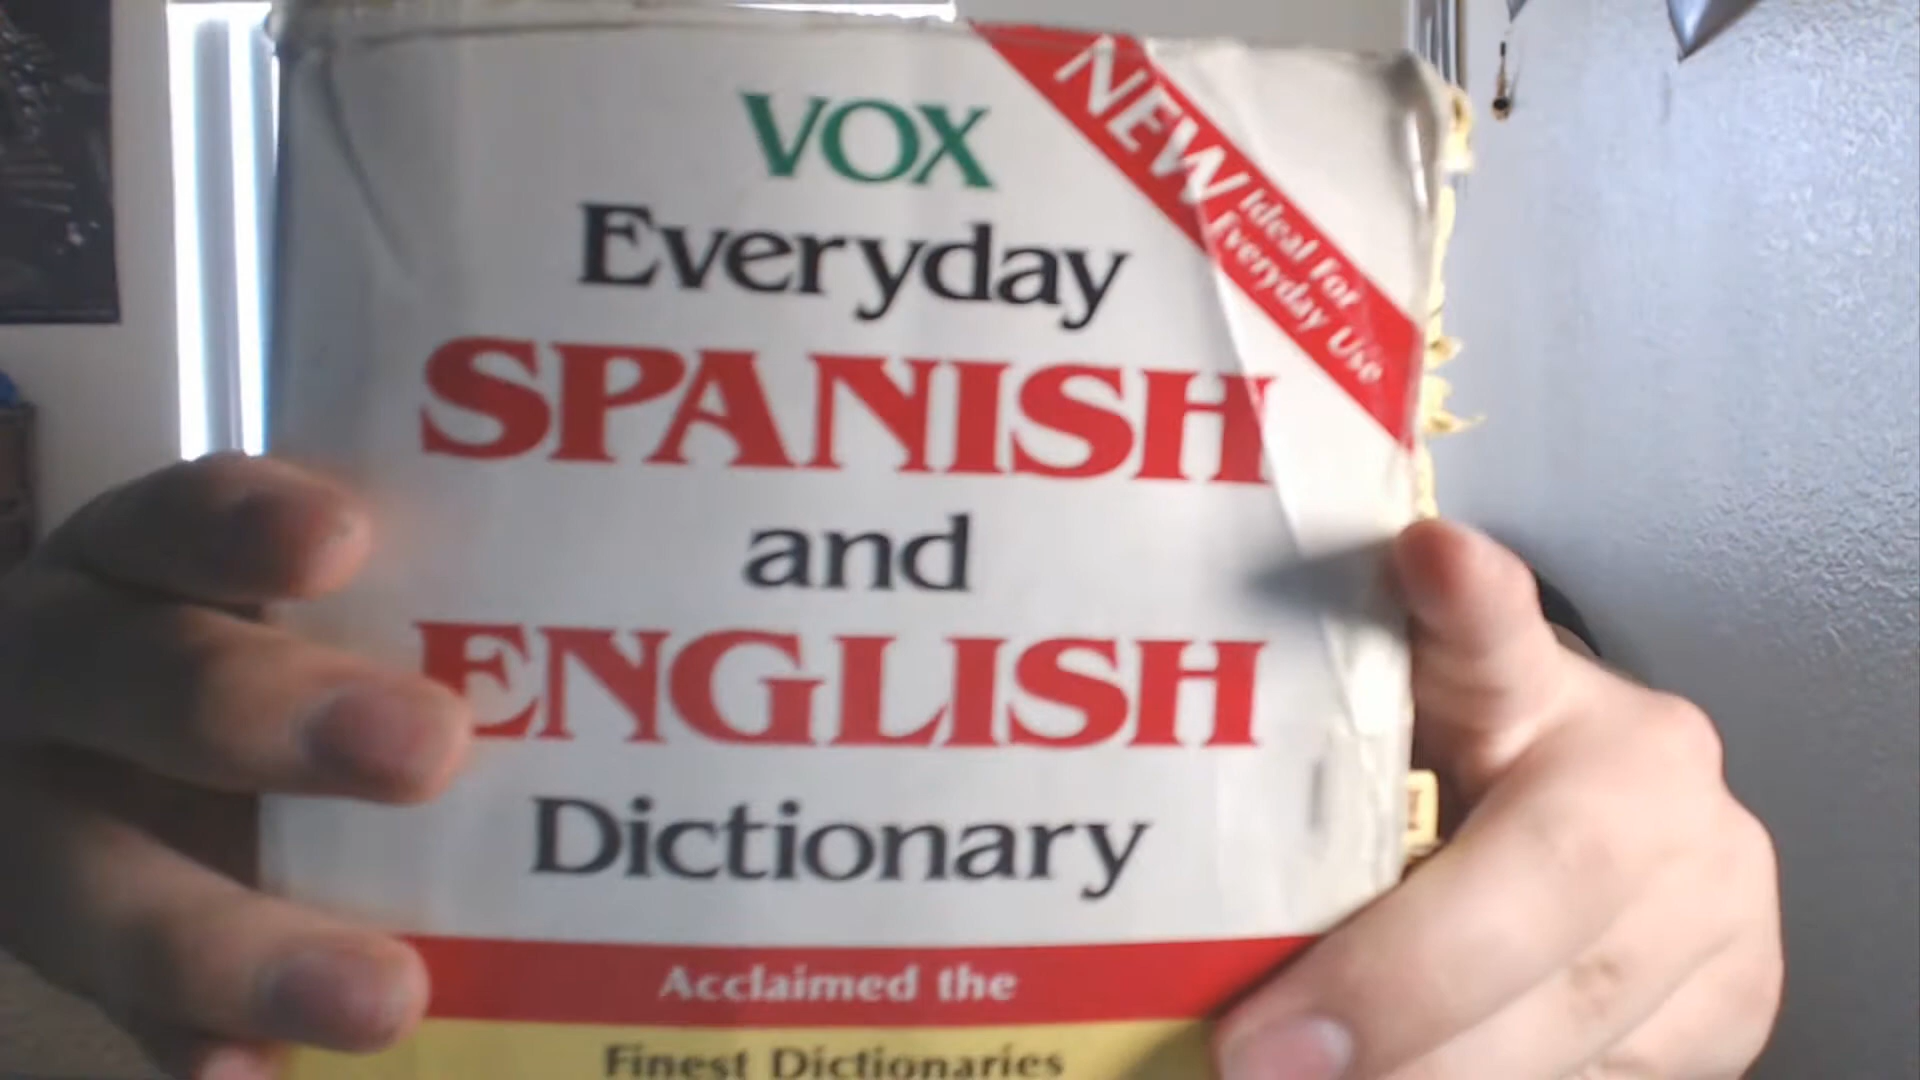 VOX
Everyday
SPANISH
and
ENGLISH
Dictionary
NEW
Ideal For
Everyday Use
Acclaimed the
Finest Dictionaries